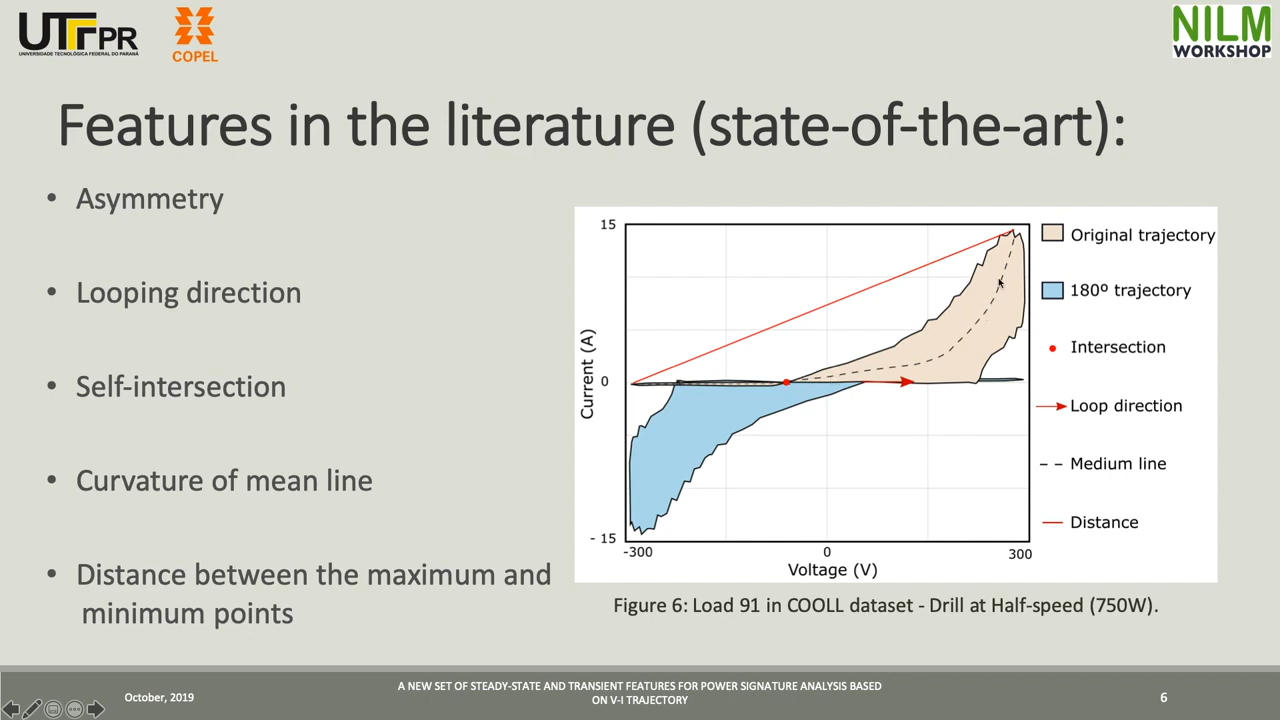 UTFPR
UNIVERSIDADE TECNOLÓGICA FEDERAL DO PARANÁ
COPEL
NILM
WORKSHOP
Features in the literature (state-of-the-art):
• Asymmetry
• Looping direction
• Self-intersection
• Curvature of mean line
• Distance between the maximum and
minimum points
15
0
- 15
Current (A)
-300
0
300
Voltage (V)
Original trajectory
180º trajectory
Intersection
Loop direction
Medium line
Distance
Figure 6: Load 91 in COOLL dataset - Drill at Half-speed (750W).
October, 2019
A NEW SET OF STEADY-STATE AND TRANSIENT FEATURES FOR POWER SIGNATURE ANALYSIS BASED
ON V-I TRAJECTORY
6